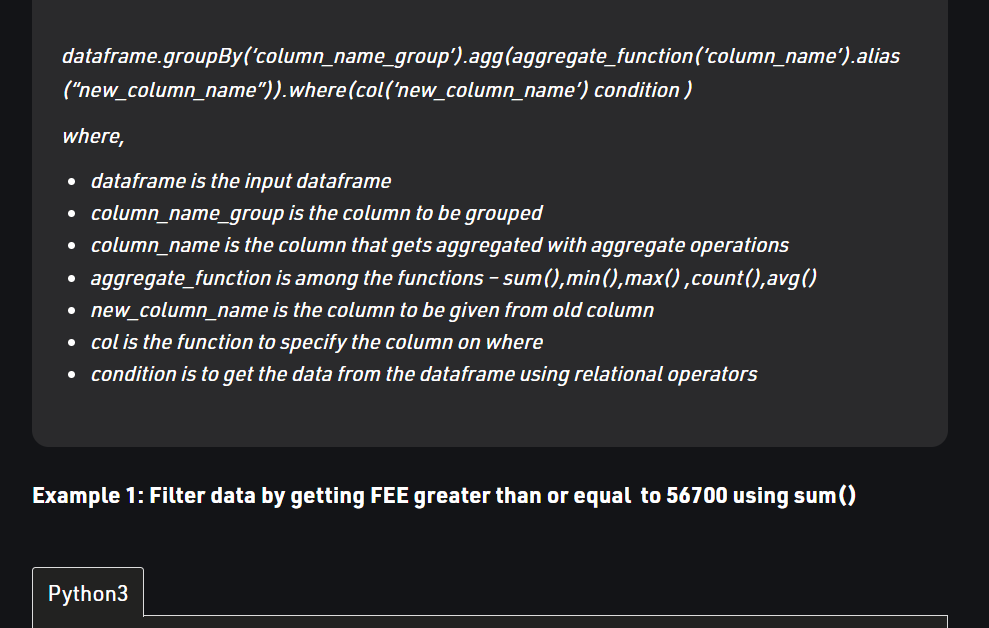 dataframe.groupBy(‘column_name_group’).agg(aggregate_function(‘column_name’).alias
(“new_column_name”)).where(col(‘new_column_name’) condition )
where,
• dataframe is the input dataframe
• column_name_group is the column to be grouped
• column_name is the column that gets aggregated with aggregate operations
• aggregate_function is among the functions – sum(),min(),max() ,count(),avg()
• new_column_name is the column to be given from old column
• col is the function to specify the column on where
• condition is to get the data from the dataframe using relational operators
Example 1: Filter data by getting FEE greater than or equal  to 56700 using sum()
Python3